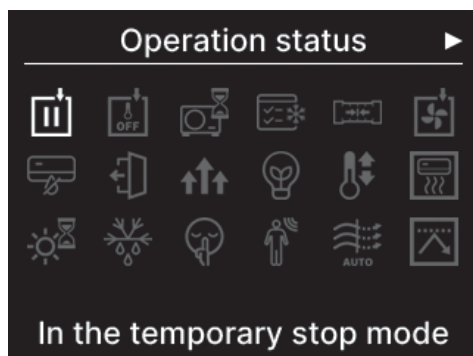 Operation status
OFF
AUTO
In the temporary stop mode